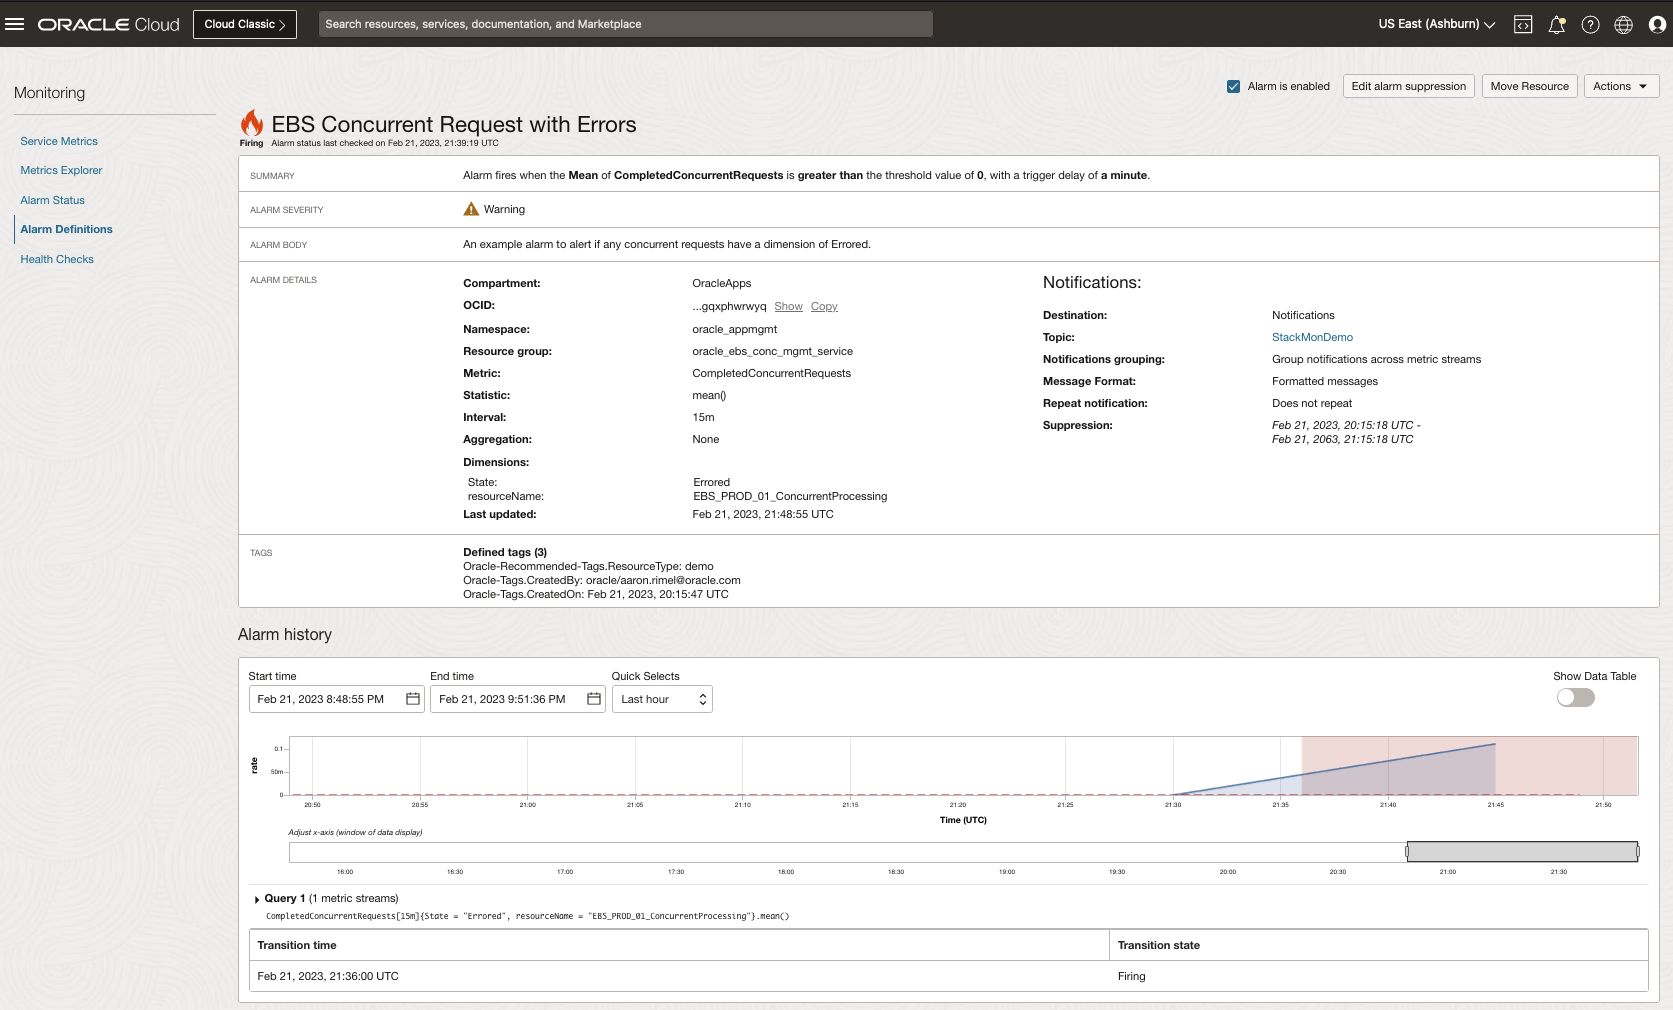 ORACLE Cloud
Cloud Classic
Search resources, services, documentation, and Marketplace
US East (Ashburn)
Monitoring
Service Metrics
Metrics Explorer
Alarm Status
Alarm Definitions
Health Checks
Alarm is enabled
Edit alarm suppression
Move Resource
Actions
EBS Concurrent Request with Errors
Firing
Alarm status last checked on Feb 21, 2023, 21:39:19 UTC
SUMMARY
Alarm fires when the Mean of CompletedConcurrentRequests is greater than the threshold value of 0, with a trigger delay of a minute.
ALARM SEVERITY
Warning
ALARM BODY
An example alarm to alert if any concurrent requests have a dimension of Errored.
ALARM DETAILS
Compartment: OracleApps
OCID: ...gqxphwrwyq Show Copy
Namespace: oracle_appmgmt
Resource group: oracle_ebs_conc_mgmt_service
Metric: CompletedConcurrentRequests
Statistic: mean()
Interval: 15m
Aggregation: None
Dimensions:
State: Errored
resourceName: EBS_PROD_01_ConcurrentProcessing
Last updated: Feb 21, 2023, 21:48:55 UTC
Notifications:
Destination: Notifications
Topic: StackMonDemo
Notifications grouping: Group notifications across metric streams
Message Format: Formatted messages
Repeat notification: Does not repeat
Suppression: Feb 21, 2023, 20:15:18 UTC -
Feb 21, 2063, 21:15:18 UTC
TAGS
Defined tags (3)
Oracle-Recommended-Tags.ResourceType: demo
Oracle-Tags.CreatedBy: oracle/aaron.rimel@oracle.com
Oracle-Tags.CreatedOn: Feb 21, 2023, 20:15:47 UTC
Alarm history
Start time
Feb 21, 2023 8:48:55 PM
End time
Feb 21, 2023 9:51:36 PM
Quick Selects
Last hour
Show Data Table
rate
0.1
50m
0
20:50 20:55 21:00 21:05 21:10 21:15 21:20 21:25 21:30 21:35 21:40 21:45 21:50
Time (UTC)
Adjust x-axis (window of data display)
16:00 16:30 17:00 17:30 18:00 18:30 19:00 19:30 20:00 20:30 21:00 21:30
Query 1 (1 metric streams)
CompletedConcurrentRequests[15m]{State = "Errored", resourceName = "EBS_PROD_01_ConcurrentProcessing"}.mean()
Transition time Transition state
Feb 21, 2023, 21:36:00 UTC Firing